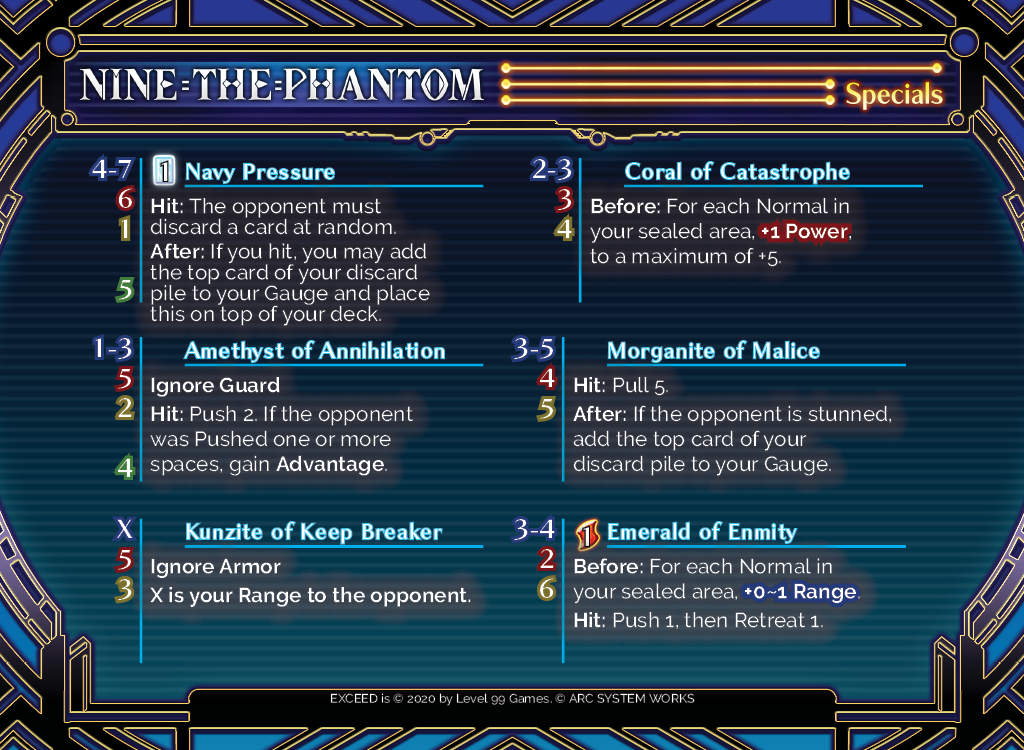 NINE=THE=PHANTOM
Specials
4-7
6
1
5
1 Navy Pressure
Hit: The opponent must
discard a card at random.
After: If you hit, you may add
the top card of your discard
pile to your Gauge and place
this on top of your deck.
2-3
3
4
Coral of Catastrophe
Before: For each Normal in
your sealed area, +1 Power,
to a maximum of +5.
1-3
5
2
4
Amethyst of Annihilation
Ignore Guard
Hit: Push 2. If the opponent
was Pushed one or more
spaces, gain Advantage.
3-5
4
5
Morganite of Malice
Hit: Pull 5.
After: If the opponent is stunned,
add the top card of your
discard pile to your Gauge.
X
5
3
Kunzite of Keep Breaker
Ignore Armor
X is your Range to the opponent.
3-4
2
6
1 Emerald of Enmity
Before: For each Normal in
your sealed area, +0~1 Range.
Hit: Push 1, then Retreat 1.
EXCEED is © 2020 by Level 99 Games. © ARC SYSTEM WORKS